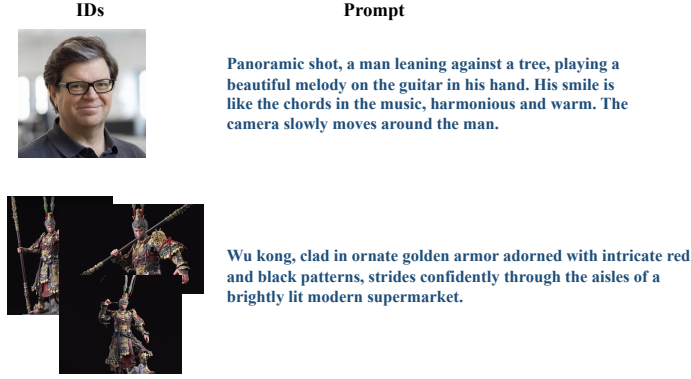 IDs Prompt
Panoramic shot, a man leaning against a tree, playing a
beautiful melody on the guitar in his hand. His smile is
like the chords in the music, harmonious and warm. The
camera slowly moves around the man.
Wu kong, clad in ornate golden armor adorned with intricate red
and black patterns, strides confidently through the aisles of a
brightly lit modern supermarket.